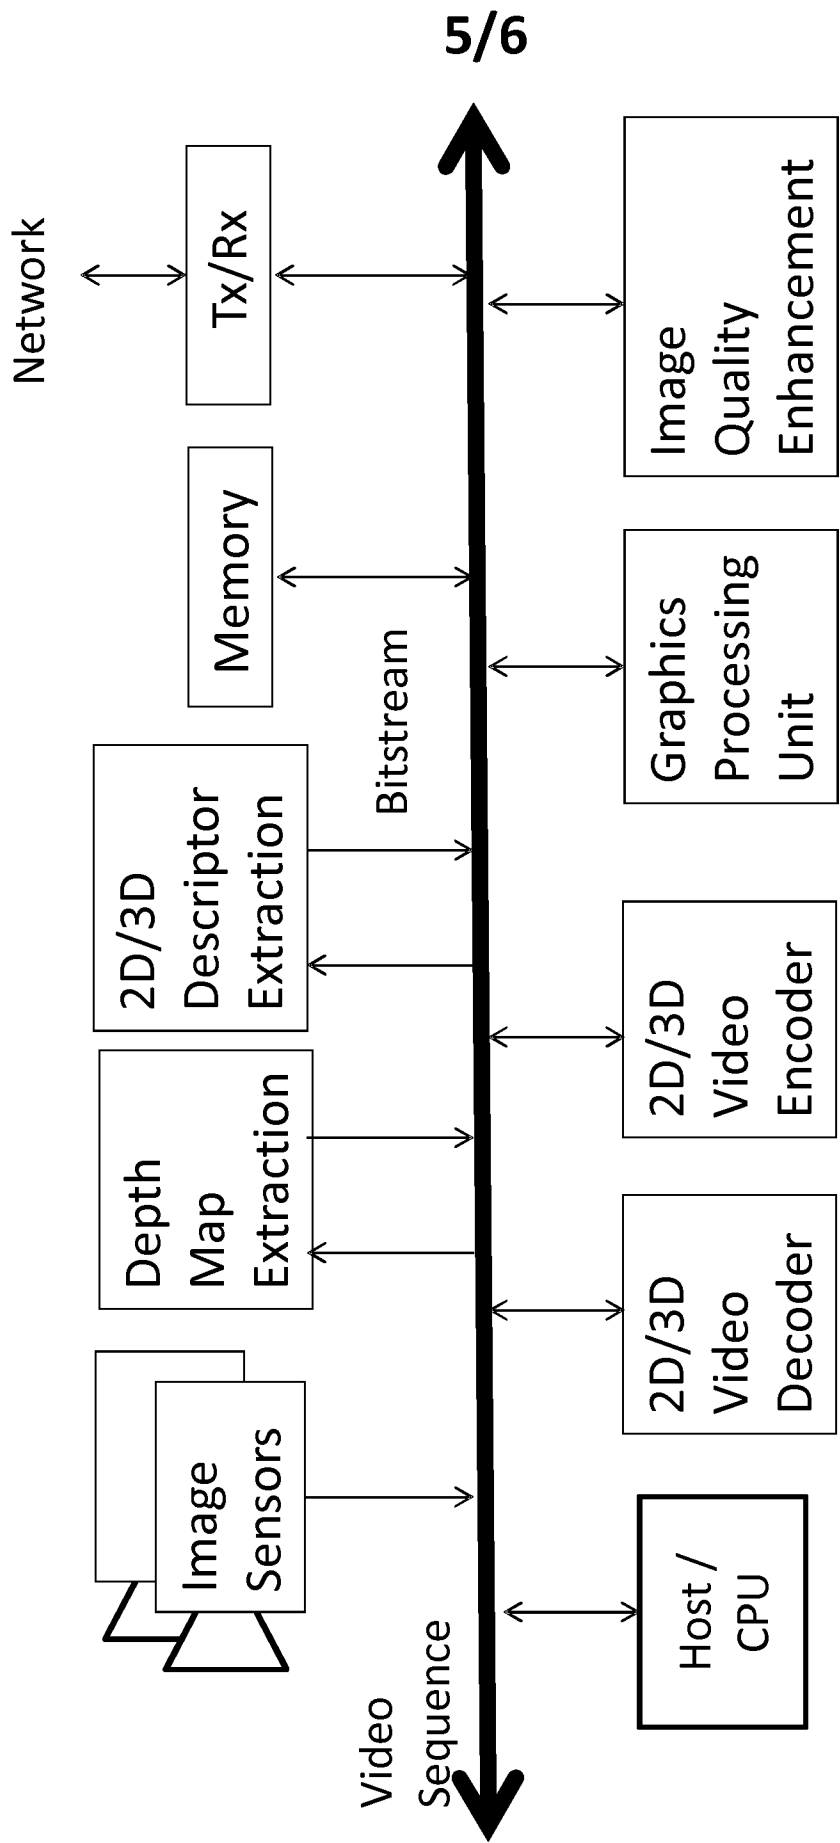 5/6
Network
Image
Sensors
Depth
Map
Extraction
2D/3D
Descriptor
Extraction
Memory
Tx/Rx
Video
Sequence
Bitstream
Host /
CPU
2D/3D
Video
Decoder
2D/3D
Video
Encoder
Graphics
Processing
Unit
Image
Quality
Enhancement